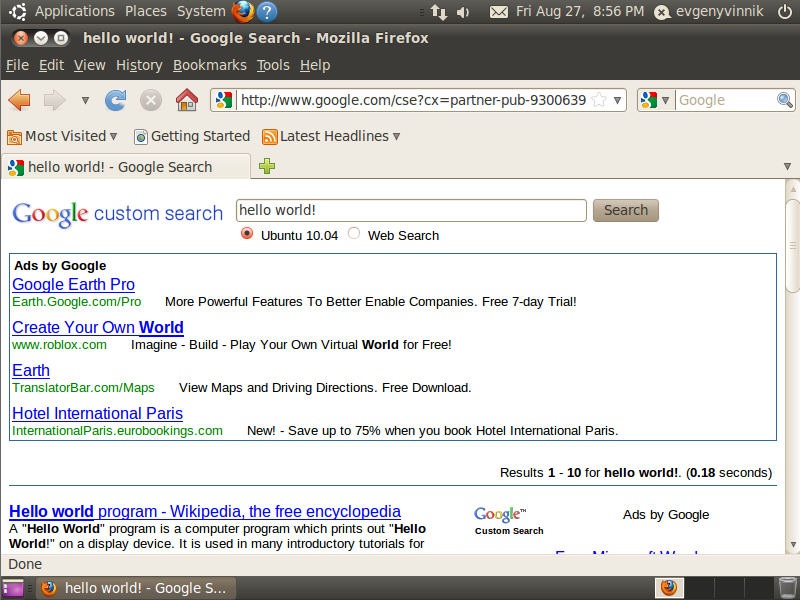 Applications Places System ? Fri Aug 27, 8:56 PM evgenyvinnik
hello world! - Google Search - Mozilla Firefox
File Edit View History Bookmarks Tools Help
http://www.google.com/cse?cx=partner-pub-9300639 Google
Most Visited Getting Started Latest Headlines
hello world! - Google Search
Google custom search hello world! Search
Ubuntu 10.04 Web Search
Ads by Google
Google Earth Pro
Earth.Google.com/Pro More Powerful Features To Better Enable Companies. Free 7-day Trial!
Create Your Own World
www.roblox.com Imagine - Build - Play Your Own Virtual World for Free!
Earth
TranslatorBar.com/Maps View Maps and Driving Directions. Free Download.
Hotel International Paris
InternationalParis.eurobookings.com New! - Save up to 75% when you book Hotel International Paris.
Results 1 - 10 for hello world!. (0.18 seconds)
Hello world program - Wikipedia, the free encyclopedia
A "Hello World" program is a computer program which prints out "Hello
World!" on a display device. It is used in many introductory tutorials for
Google™ Ads by Google
Custom Search
Done
hello world! - Google S...